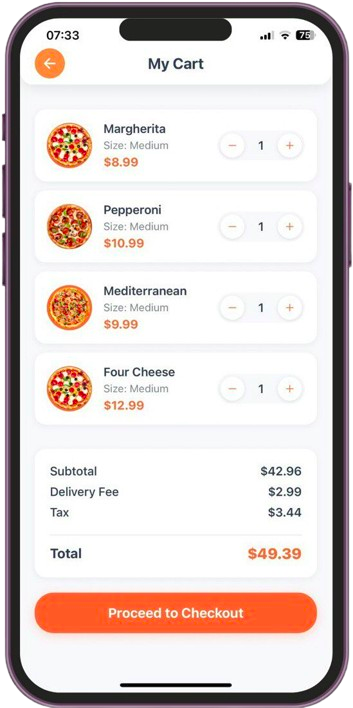 07:33
75
My Cart
Margherita
Size: Medium
$8.99
− 1 +
Pepperoni
Size: Medium
$10.99
− 1 +
Mediterranean
Size: Medium
$9.99
− 1 +
Four Cheese
Size: Medium
$12.99
− 1 +
Subtotal $42.96
Delivery Fee $2.99
Tax $3.44
Total $49.39
Proceed to Checkout